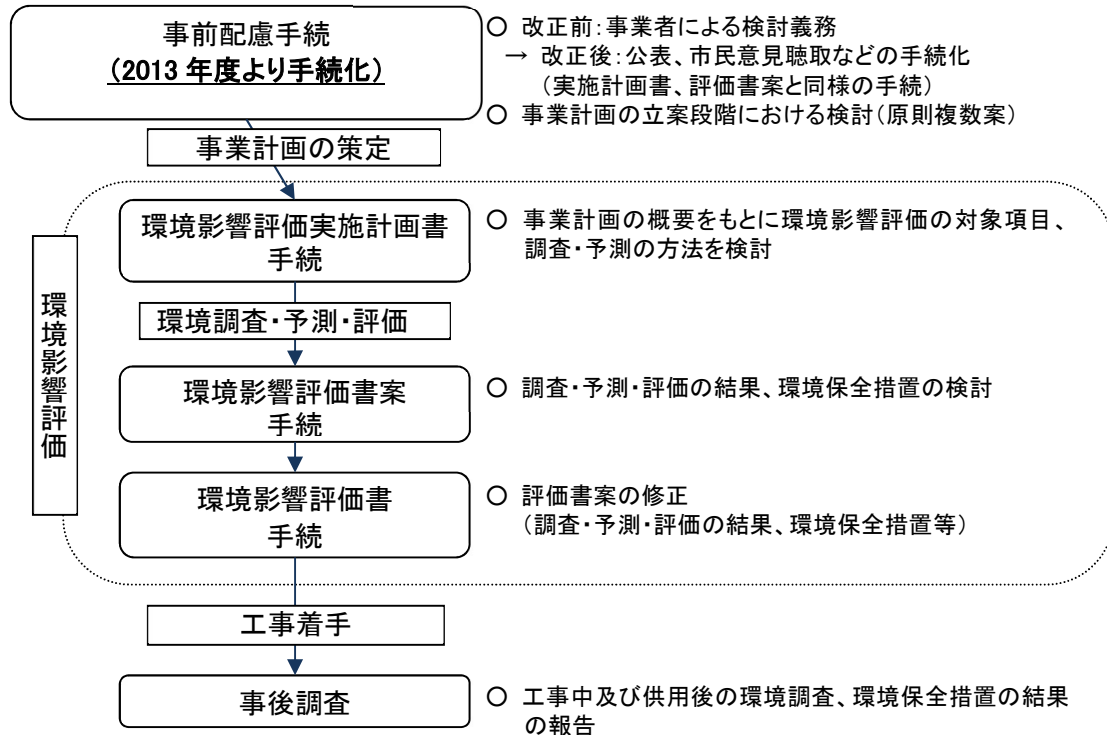 事前配慮手続
(2013 年度より手続化)
○ 改正前:事業者による検討義務
→ 改正後:公表、市民意見聴取などの手続化
(実施計画書、評価書案と同様の手続)
○ 事業計画の立案段階における検討(原則複数案)
事業計画の策定
環境影響評価
環境影響評価実施計画書
手続
○ 事業計画の概要をもとに環境影響評価の対象項目、
調査・予測の方法を検討
環境調査・予測・評価
環境影響評価書案
手続
○ 調査・予測・評価の結果、環境保全措置の検討
環境影響評価書
手続
○ 評価書案の修正
(調査・予測・評価の結果、環境保全措置等)
工事着手
事後調査
○ 工事中及び供用後の環境調査、環境保全措置の結果
の報告